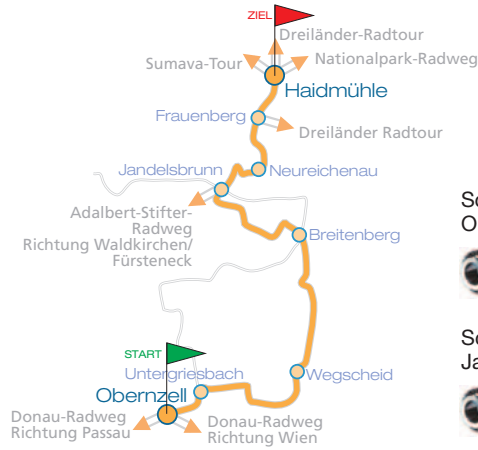 ZIEL
Dreiländer-Radtour
Sumava-Tour
Nationalpark-Radweg
Haidmühle
Frauenberg
Dreiländer Radtour
Jandelsbrunn
Neureichenau
Adalbert-Stifter-
Radweg
Richtung Waldkirchen/
Fürsteneck
Breitenberg
START
Untergriesbach
Wegscheid
Obernzell
Donau-Radweg
Richtung Passau
Donau-Radweg
Richtung Wien